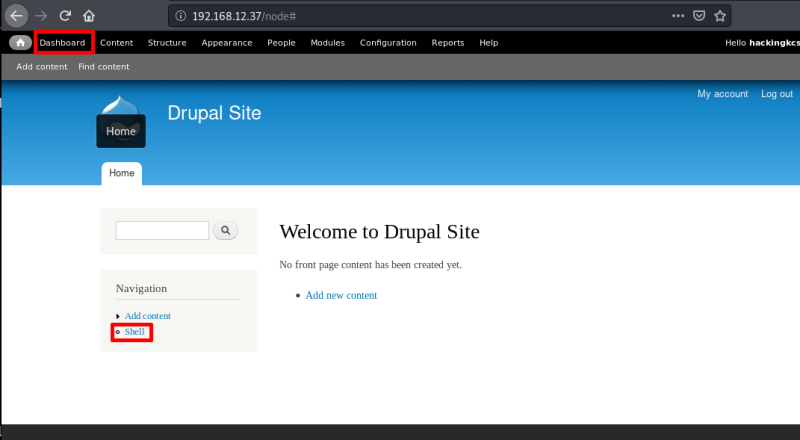 192.168.12.37/node#
Dashboard Content Structure Appearance People Modules Configuration Reports Help Hello hackingkcs
Add content Find content
My account Log out
Drupal Site
Home
Home
Welcome to Drupal Site
No front page content has been created yet.
Add new content
Navigation
Add content
Shell